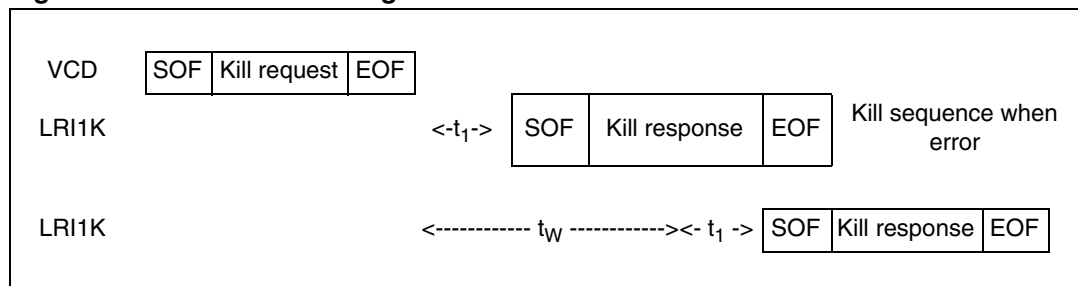 VCD SOF Kill request EOF
LRI1K <-t1-> SOF Kill response EOF Kill sequence when
error
LRI1K <------------ tW ------------><- t1 -> SOF Kill response EOF